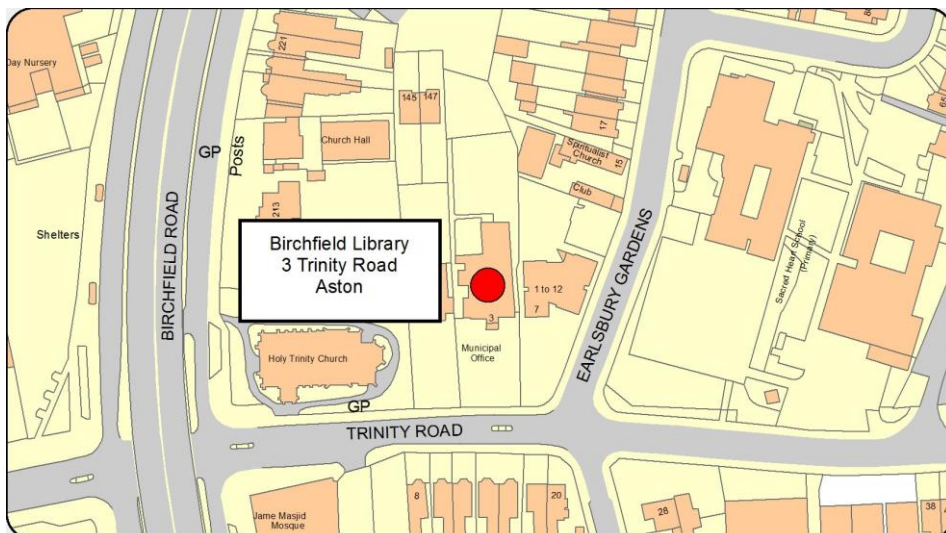 Day Nursery
221
145
147
GP
Posts
Church Hall
17
Spiritualist
Church
15
Club
65
Shelters
213
BIRCHFIELD ROAD
Birchfield Library
3 Trinity Road
Aston
1 to 12
7
3
EARLSBURY GARDENS
Sacred Heart School
(Primary)
Holy Trinity Church
Municipal
Office
GP
TRINITY ROAD
8
20
Jame Masjid
Mosque
28
38